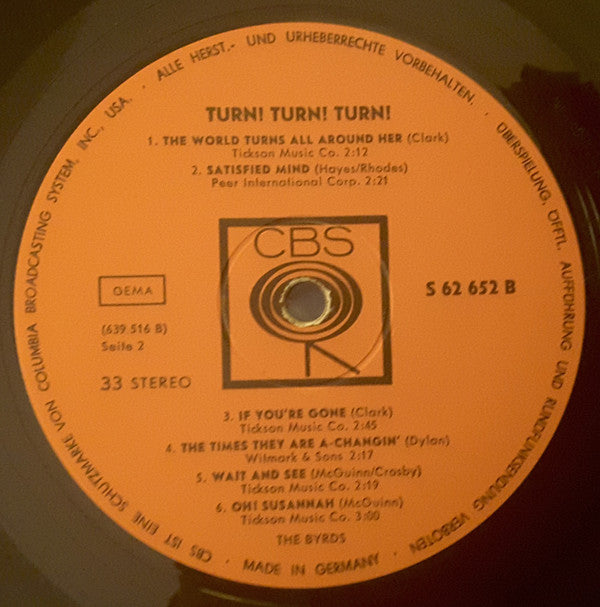 CBS IST EINE SCHUTZMARKE VON COLUMBIA BROADCASTING SYSTEM, INC., USA. · ALLE HERST.- UND URHEBERRECHTE VORBEHALTEN. · ÜBERSPIELUNG, ÖFFTL. AUFFÜHRUNG UND RUNDFUNKSENDUNG VERBOTEN · MADE IN GERMANY ·
TURN! TURN! TURN!
1. THE WORLD TURNS ALL AROUND HER (Clark)
Tickson Music Co. 2:12
2. SATISFIED MIND (Hayes/Rhodes)
Peer International Corp. 2:21
CBS
GEMA
S 62 652 B
(639 516 B)
Seite 2
33 STEREO
3. IF YOU'RE GONE (Clark)
Tickson Music Co. 2:45
4. THE TIMES THEY ARE A-CHANGIN' (Dylan)
Witmark & Sons 2:17
5. WAIT AND SEE (McGuinn/Crosby)
Tickson Music Co. 2:19
6. OH! SUSANNAH (McGuinn)
Tickson Music Co. 3:00
THE BYRDS